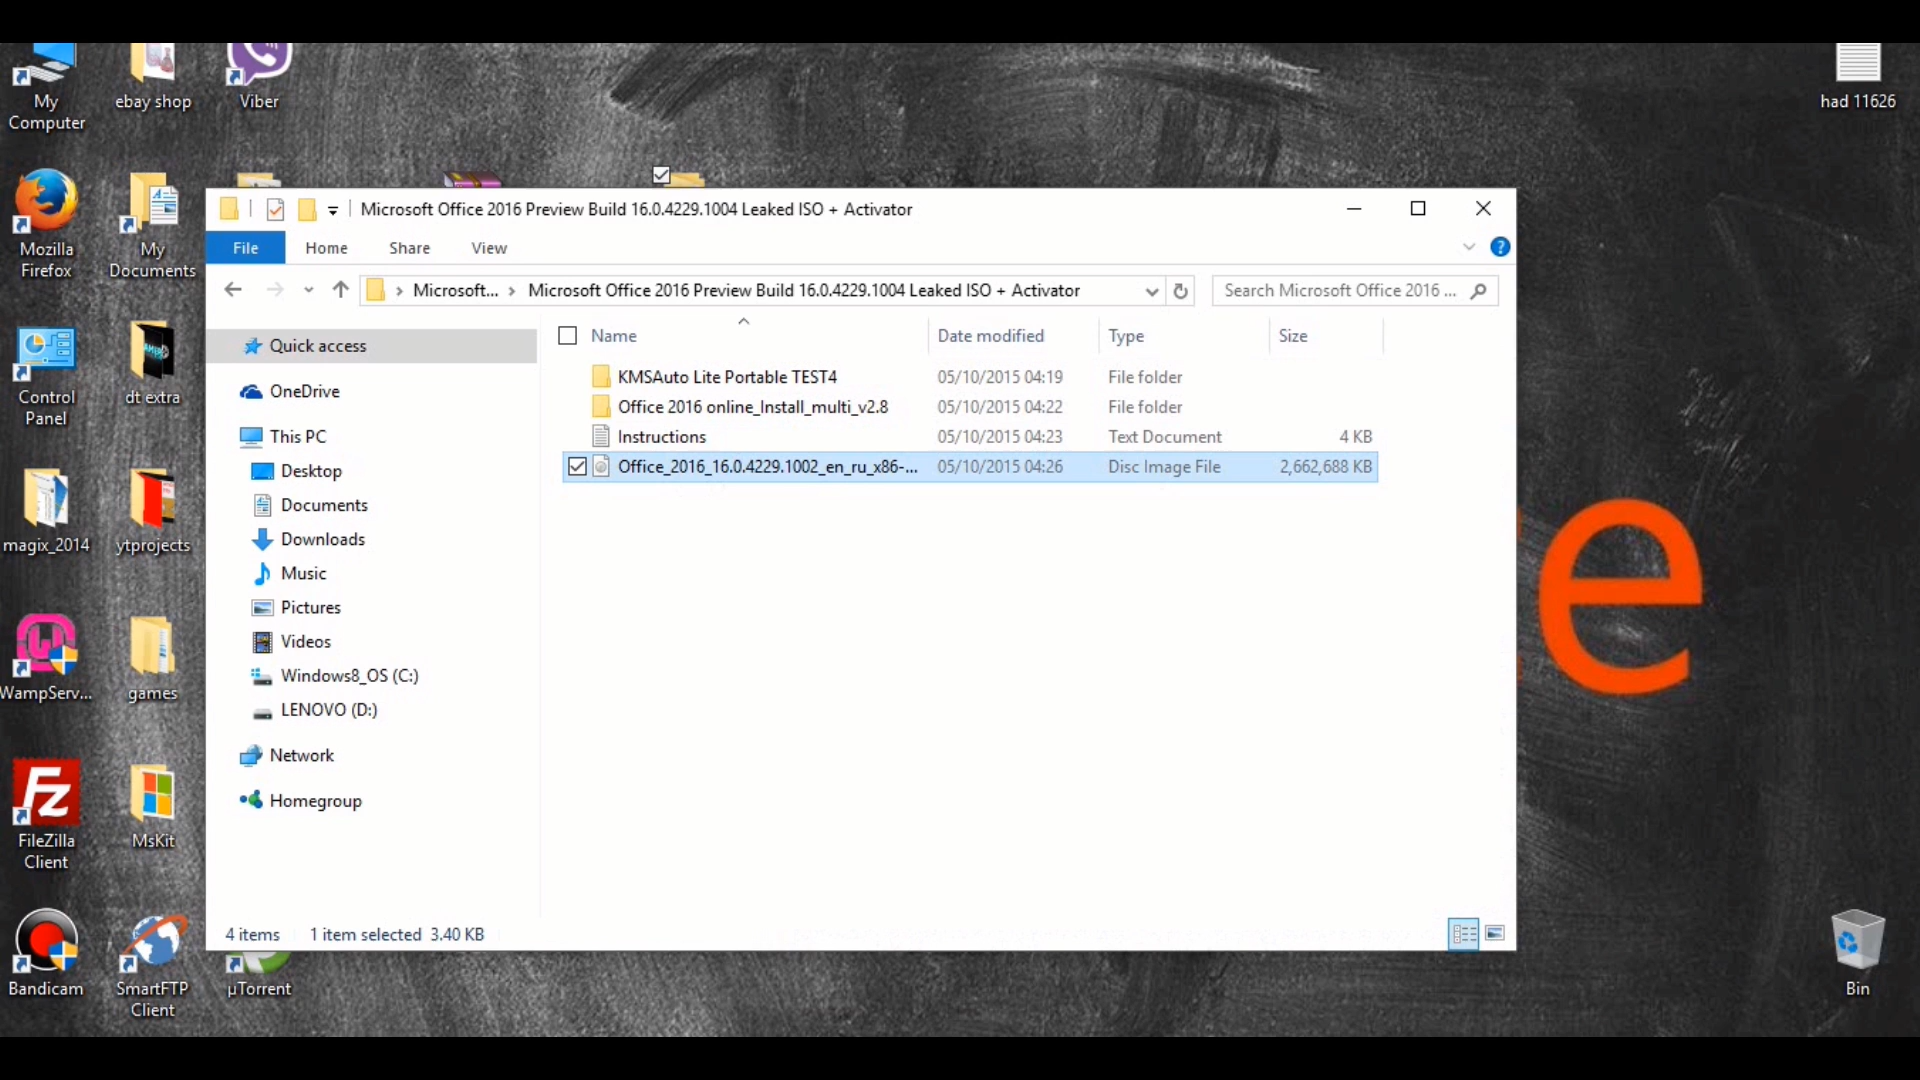 My
Computer
ebay shop
Viber
had 11626
Microsoft Office 2016 Preview Build 16.0.4229.1004 Leaked ISO + Activator
File
Home
Share
View
?
Microsoft...
Microsoft Office 2016 Preview Build 16.0.4229.1004 Leaked ISO + Activator
Search Microsoft Office 2016 ...
Mozilla
Firefox
My
Documents
Control
Panel
dt extra
magix_2014
ytprojects
WampServ...
games
Fz
FileZilla
Client
MsKit
Bandicam
SmartFTP
Client
µTorrent
Bin
Quick access
OneDrive
This PC
Desktop
Documents
Downloads
Music
Pictures
Videos
Windows8_OS (C:)
LENOVO (D:)
Network
Homegroup
Name Date modified Type Size
KMSAuto Lite Portable TEST4 05/10/2015 04:19 File folder
Office 2016 online_Install_multi_v2.8 05/10/2015 04:22 File folder
Instructions 05/10/2015 04:23 Text Document 4 KB
Office_2016_16.0.4229.1002_en_ru_x86-... 05/10/2015 04:26 Disc Image File 2,662,688 KB
4 items 1 item selected 3.40 KB
e